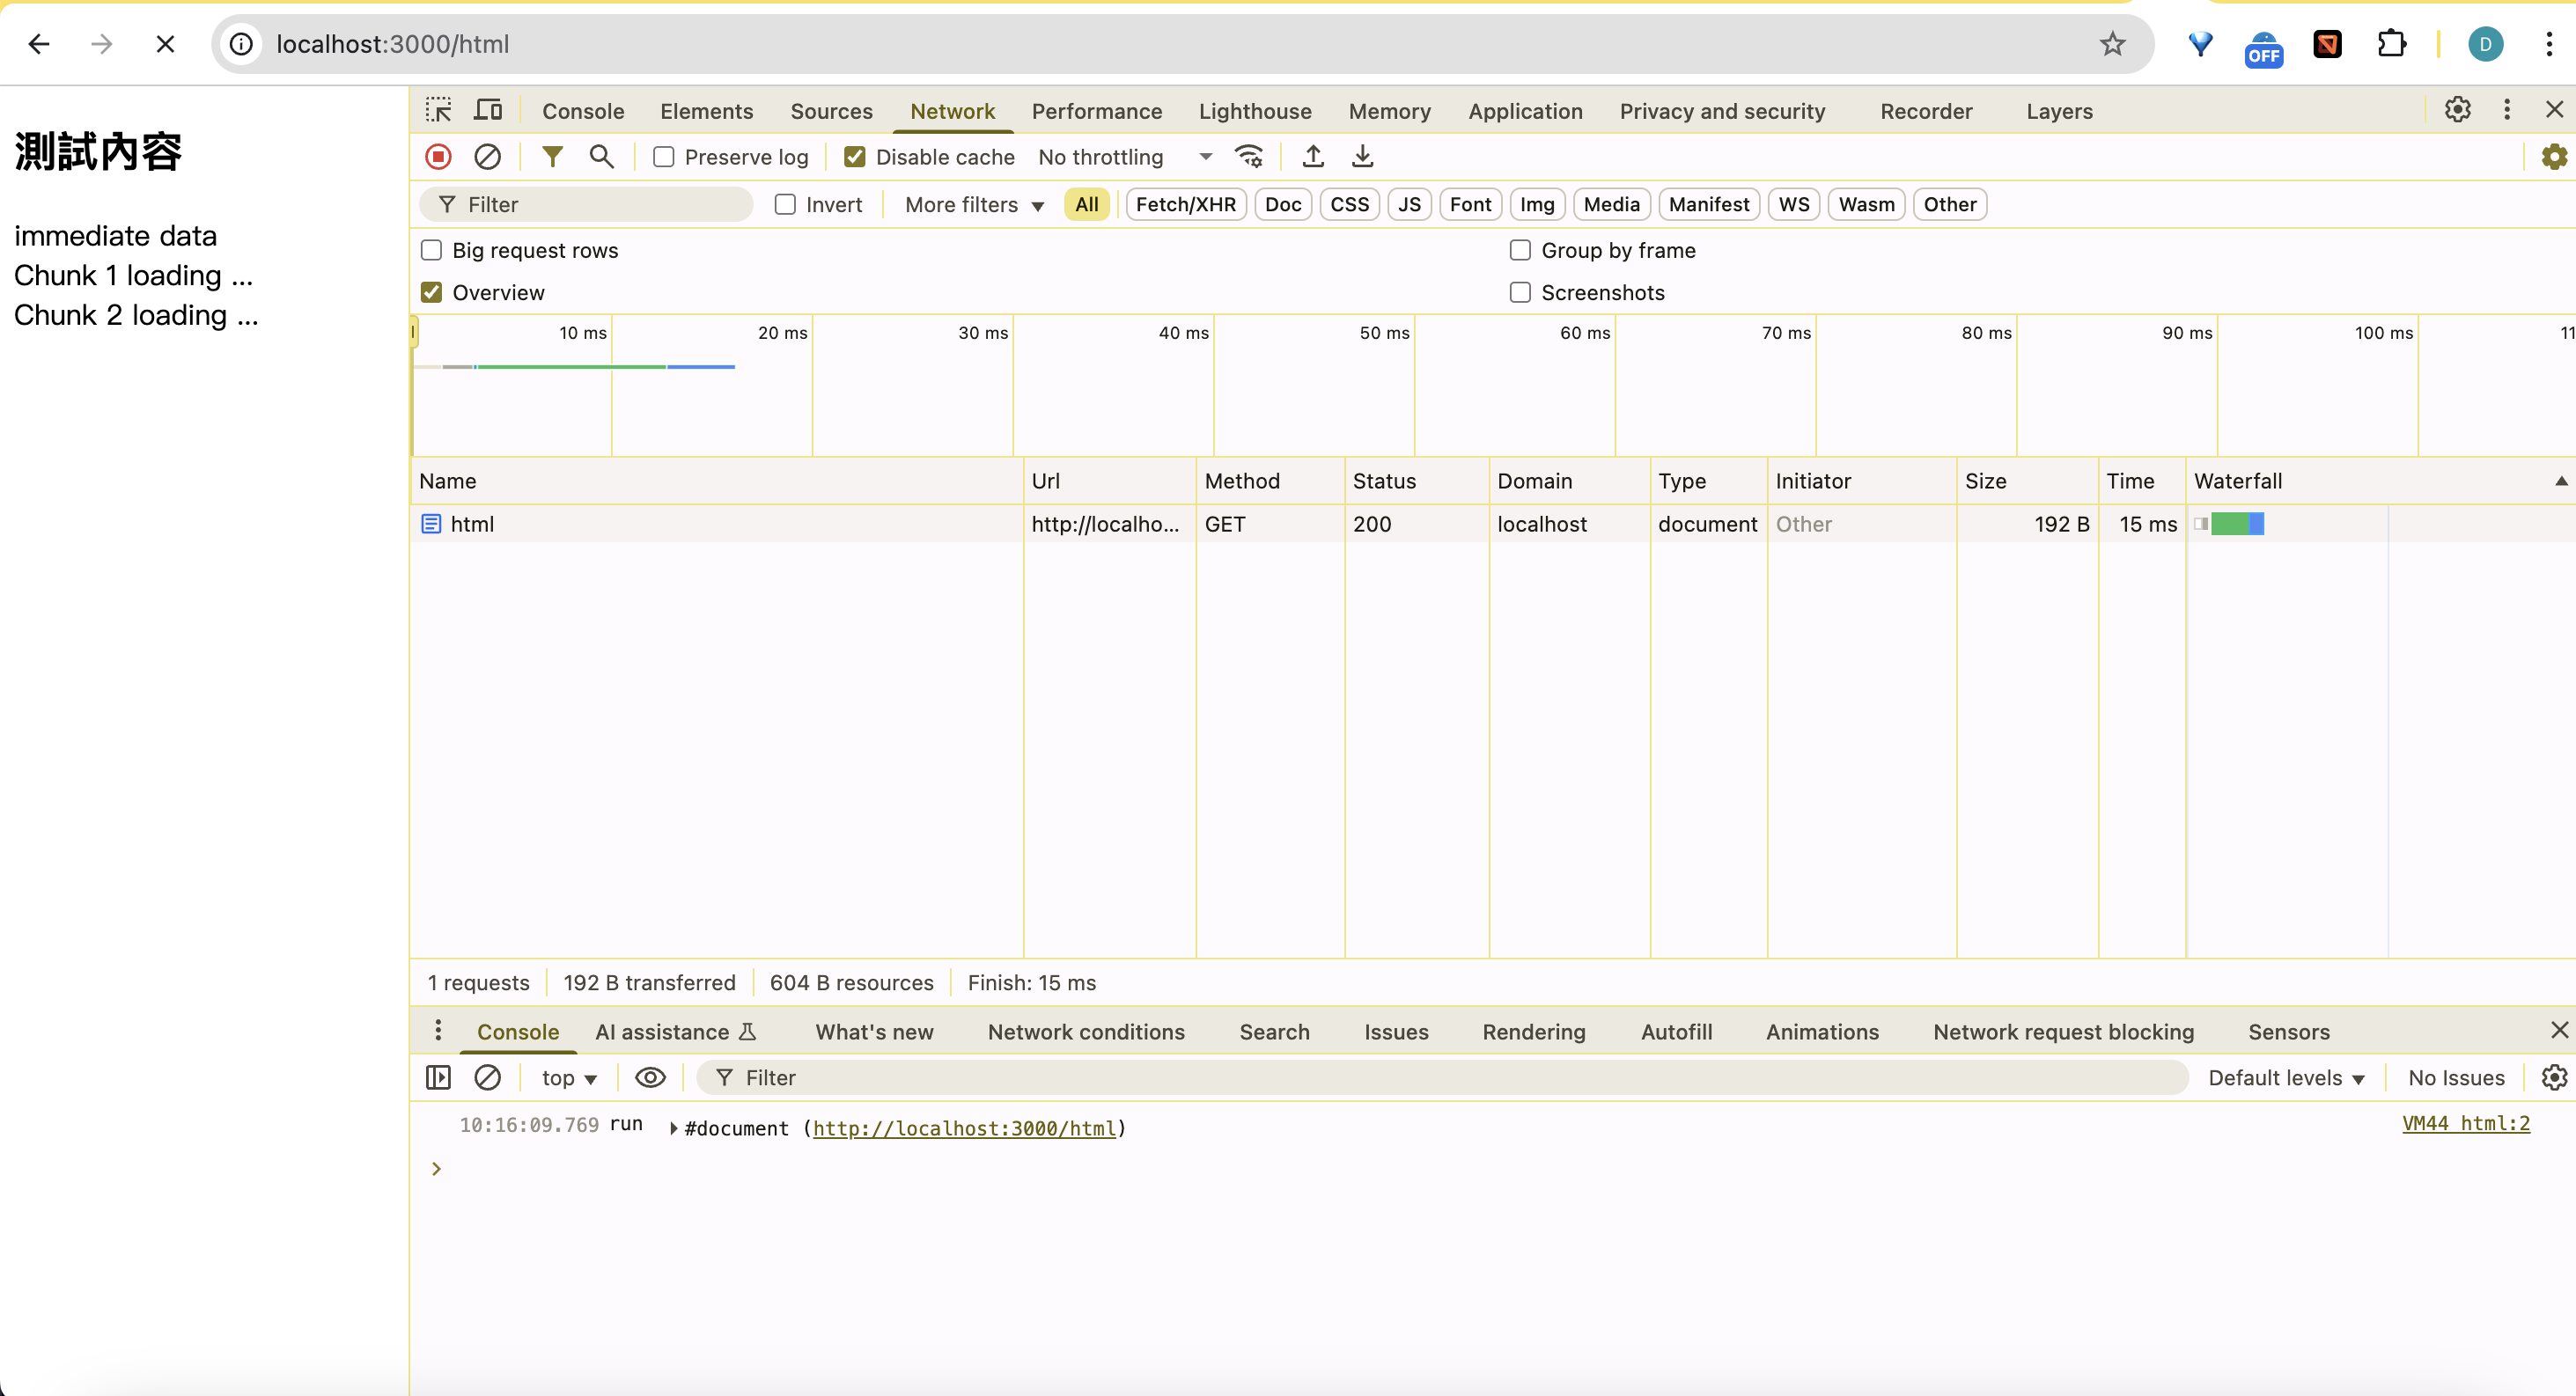 localhost:3000/html
OFF
D
測試內容
immediate data
Chunk 1 loading ...
Chunk 2 loading ...
Console Elements Sources Network Performance Lighthouse Memory Application Privacy and security Recorder Layers
Preserve log Disable cache No throttling
Filter Invert More filters ▼ All Fetch/XHR Doc CSS JS Font Img Media Manifest WS Wasm Other
Big request rows Group by frame
Overview Screenshots
10 ms 20 ms 30 ms 40 ms 50 ms 60 ms 70 ms 80 ms 90 ms 100 ms 11
Name Url Method Status Domain Type Initiator Size Time Waterfall
html http://localho... GET 200 localhost document Other 192 B 15 ms
1 requests 192 B transferred 604 B resources Finish: 15 ms
Console AI assistance What's new Network conditions Search Issues Rendering Autofill Animations Network request blocking Sensors
top ▼ Filter Default levels ▼ No Issues
10:16:09.769 run #document (http://localhost:3000/html) VM44 html:2